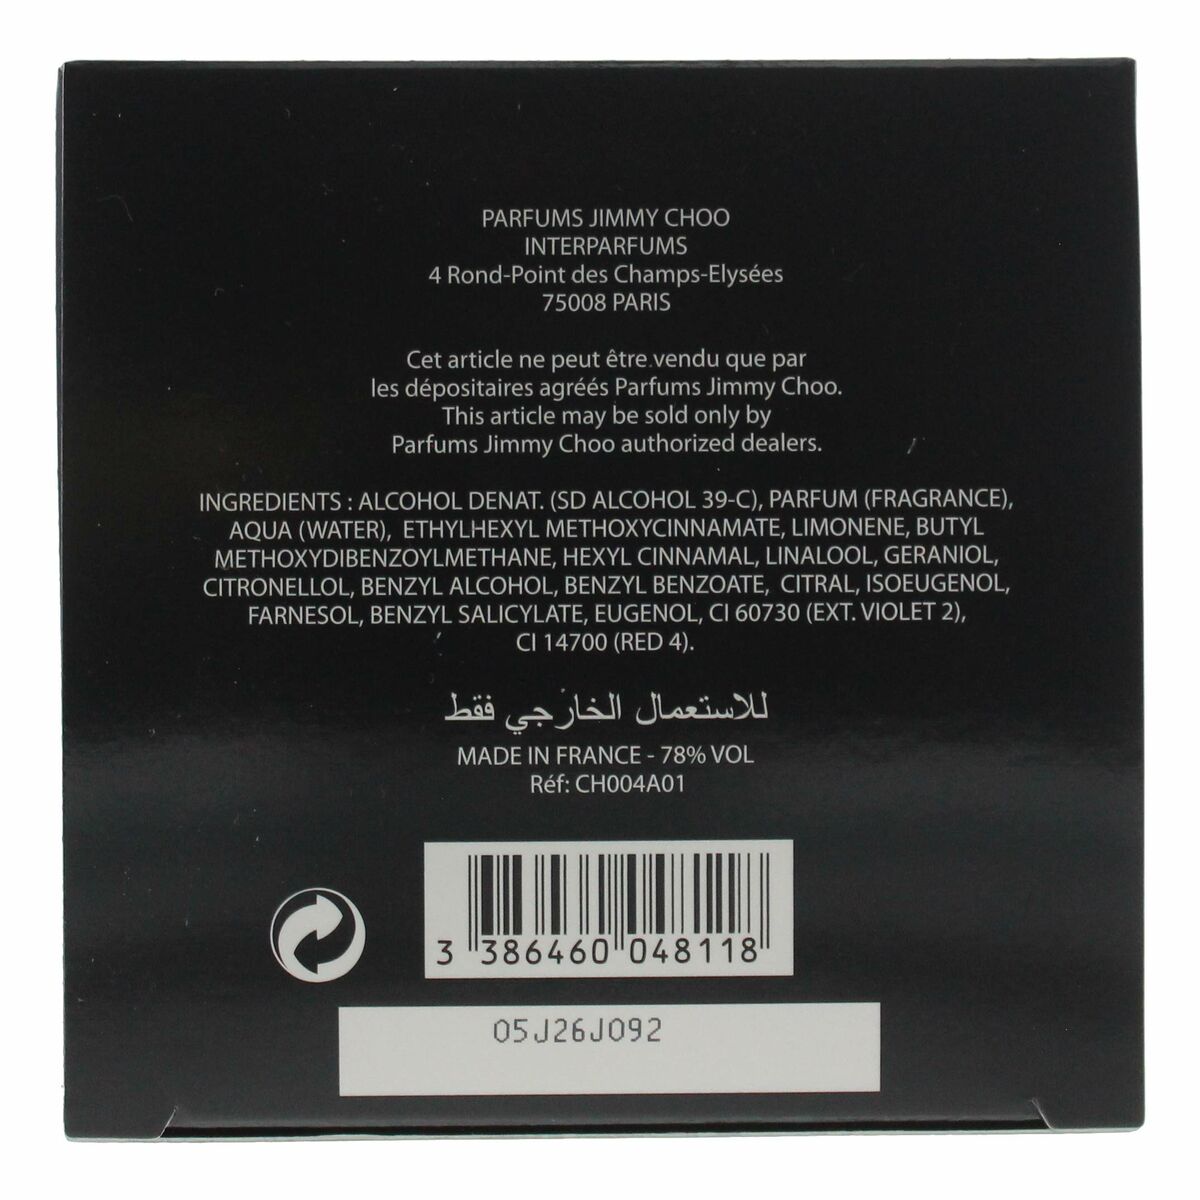 PARFUMS JIMMY CHOO
INTERPARFUMS
4 Rond-Point des Champs-Elysées
75008 PARIS
Cet article ne peut être vendu que par
les dépositaires agréés Parfums Jimmy Choo.
This article may be sold only by
Parfums Jimmy Choo authorized dealers.
INGREDIENTS : ALCOHOL DENAT. (SD ALCOHOL 39-C), PARFUM (FRAGRANCE),
AQUA (WATER), ETHYLHEXYL METHOXYCINNAMATE, LIMONENE, BUTYL
METHOXYDIBENZOYLMETHANE, HEXYL CINNAMAL, LINALOOL, GERANIOL,
CITRONELLOL, BENZYL ALCOHOL, BENZYL BENZOATE, CITRAL, ISOEUGENOL,
FARNESOL, BENZYL SALICYLATE, EUGENOL, CI 60730 (EXT. VIOLET 2),
CI 14700 (RED 4).
للاستعمال الخارجي فقط
MADE IN FRANCE - 78% VOL
Réf: CH004A01
3 386460 048118
05J26J092